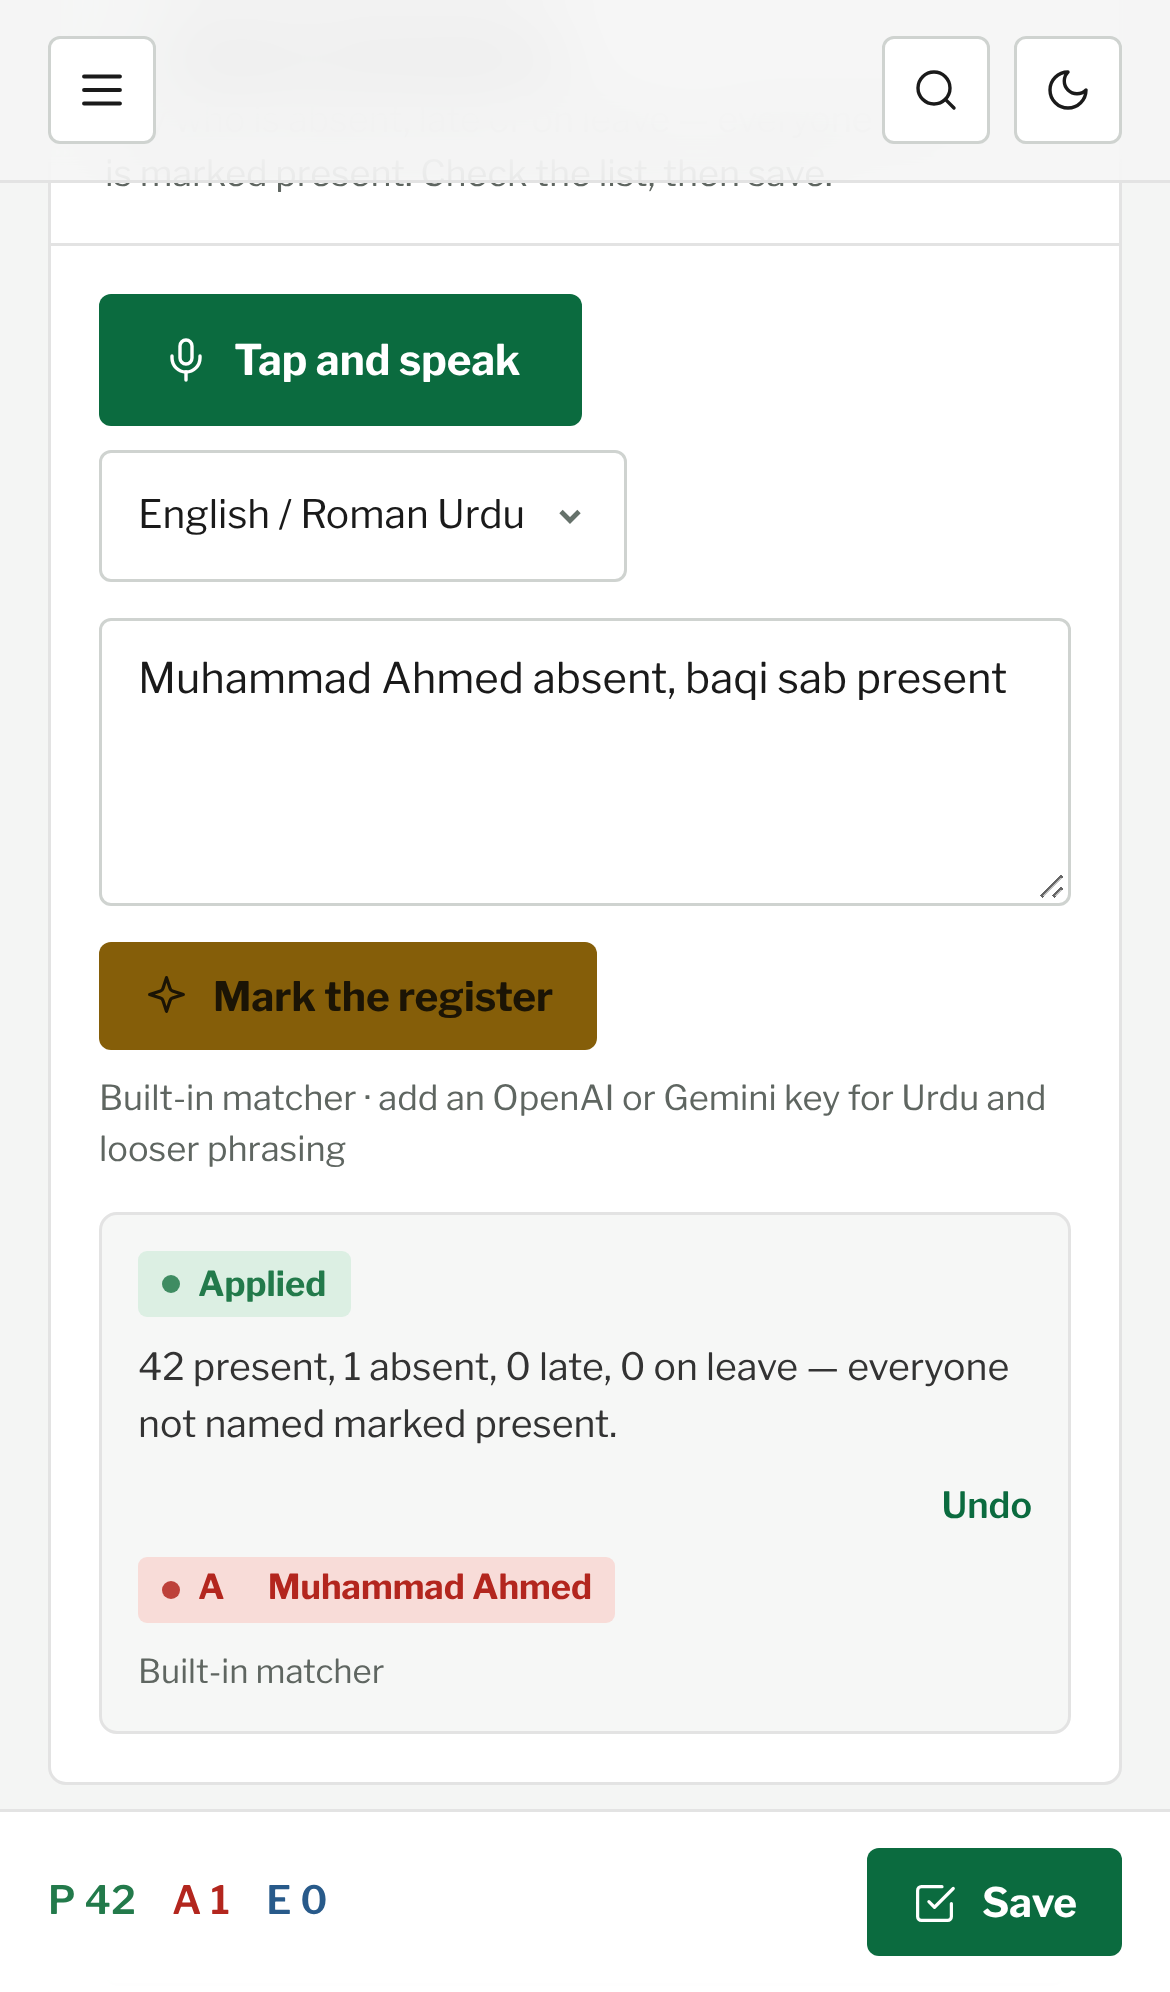 is marked present. Check the list, then save.
Tap and speak
English / Roman Urdu
Muhammad Ahmed absent, baqi sab present
Mark the register
Built-in matcher · add an OpenAI or Gemini key for Urdu and
looser phrasing
Applied
42 present, 1 absent, 0 late, 0 on leave — everyone
not named marked present.
Undo
A Muhammad Ahmed
Built-in matcher
P 42 A 1 E 0
Save